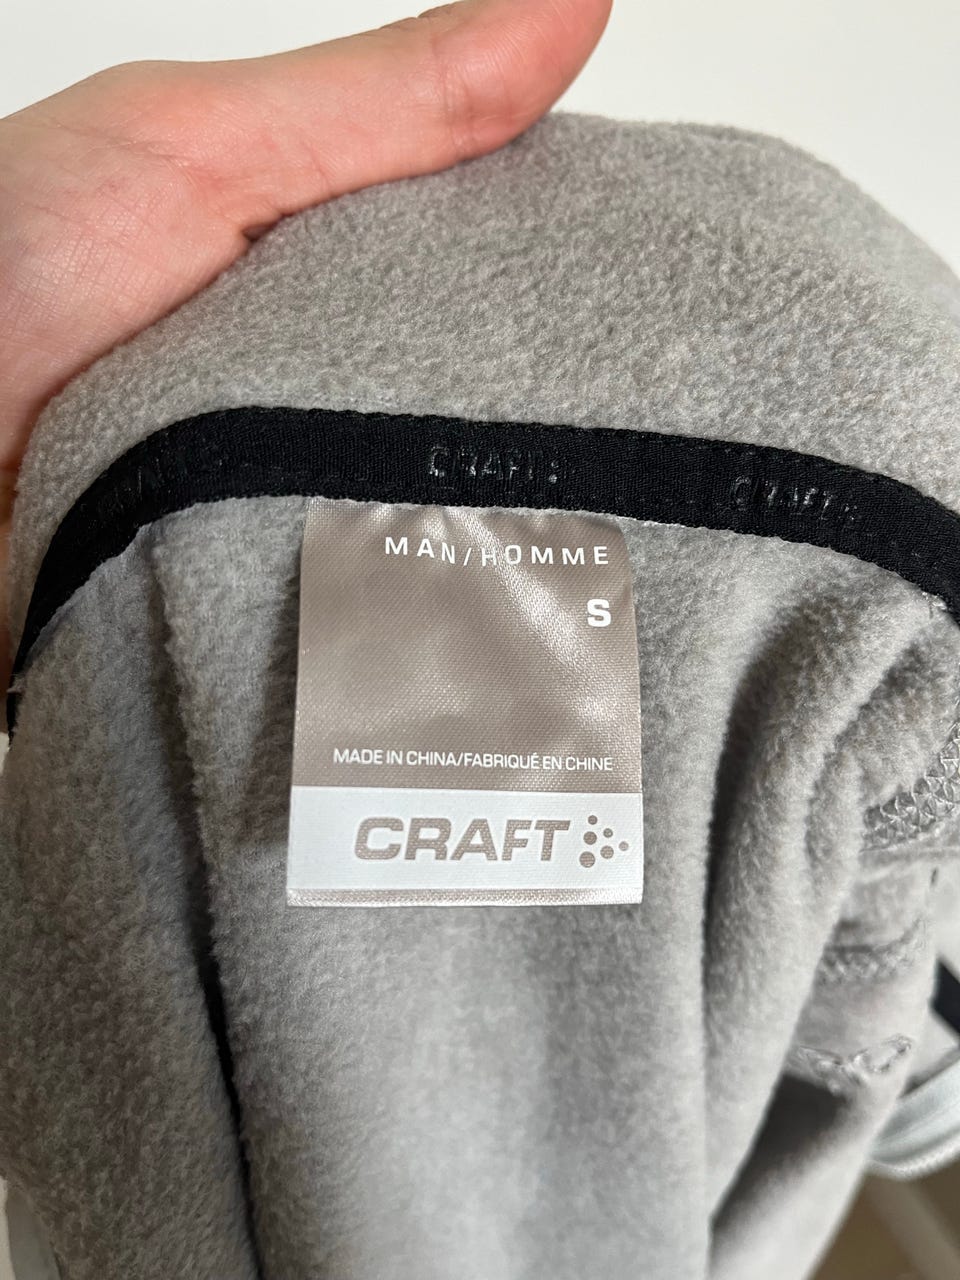 CRAFT
CRAFT
MAN/HOMME
S
MADE IN CHINA/FABRIQUÉ EN CHINE
CRAFT